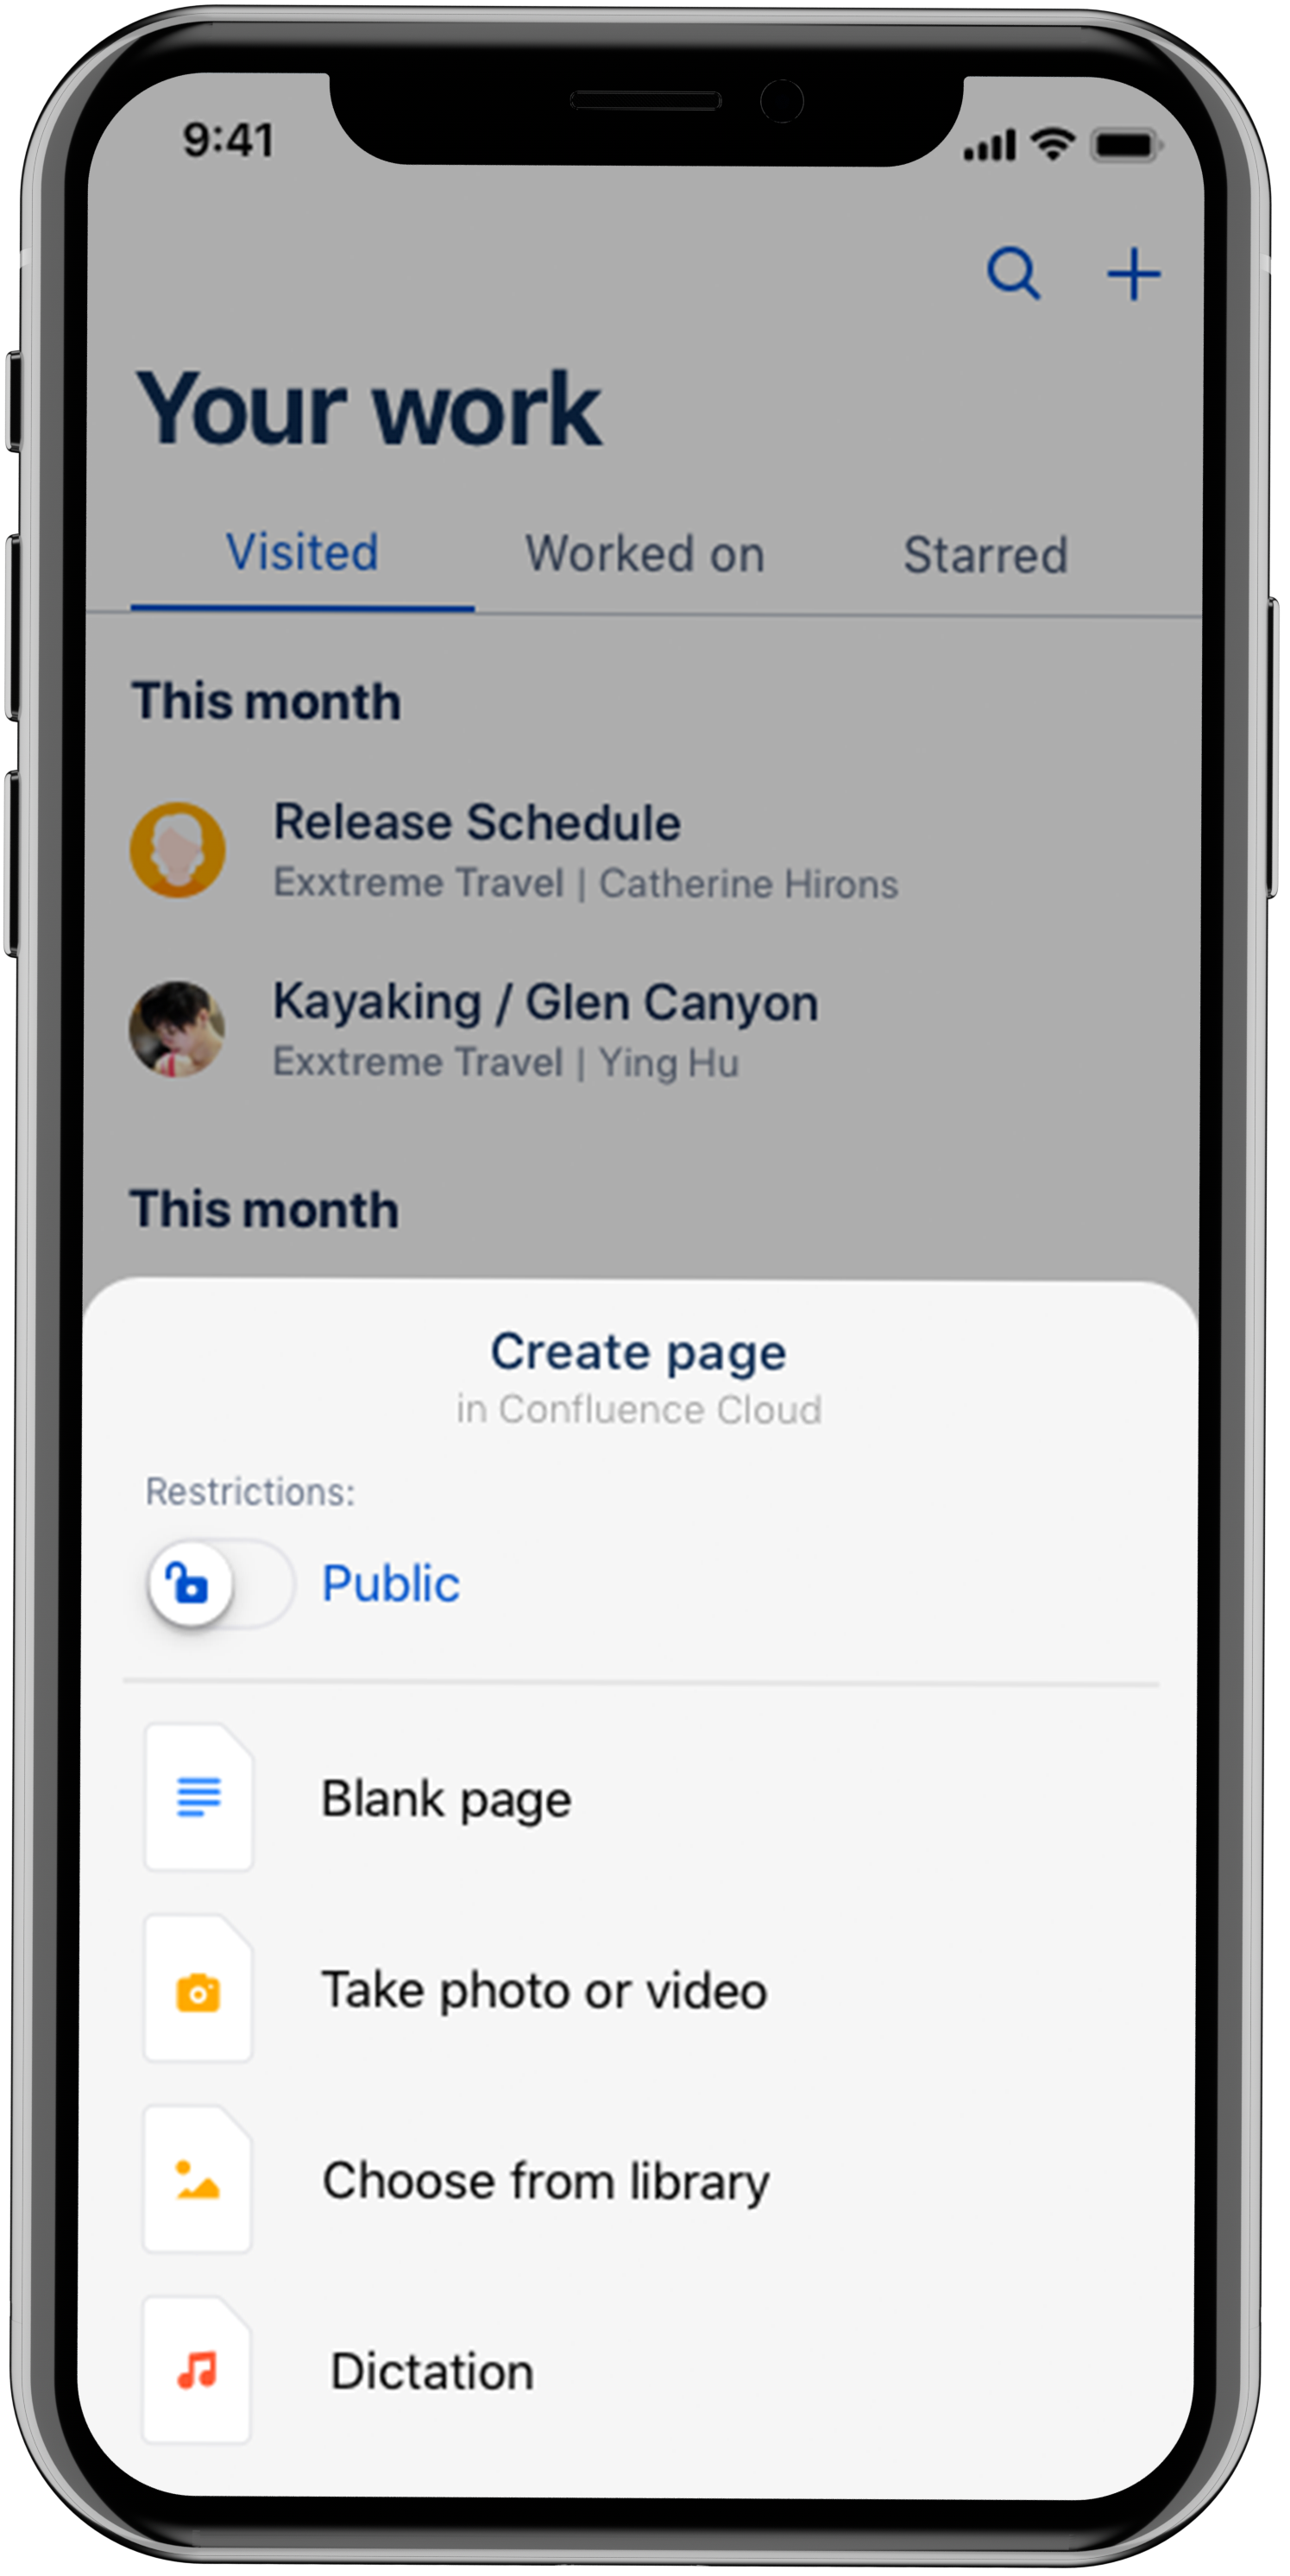 9:41
Your work
Visited Worked on Starred
This month
Release Schedule
Exxtreme Travel | Catherine Hirons
Kayaking / Glen Canyon
Exxtreme Travel | Ying Hu
This month
Create page
in Confluence Cloud
Restrictions:
Public
Blank page
Take photo or video
Choose from library
Dictation